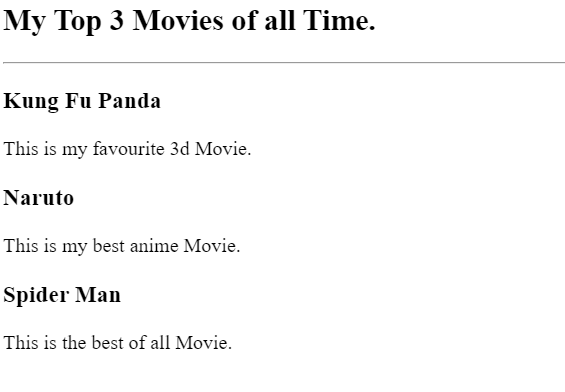 My Top 3 Movies of all Time.
Kung Fu Panda
This is my favourite 3d Movie.
Naruto
This is my best anime Movie.
Spider Man
This is the best of all Movie.